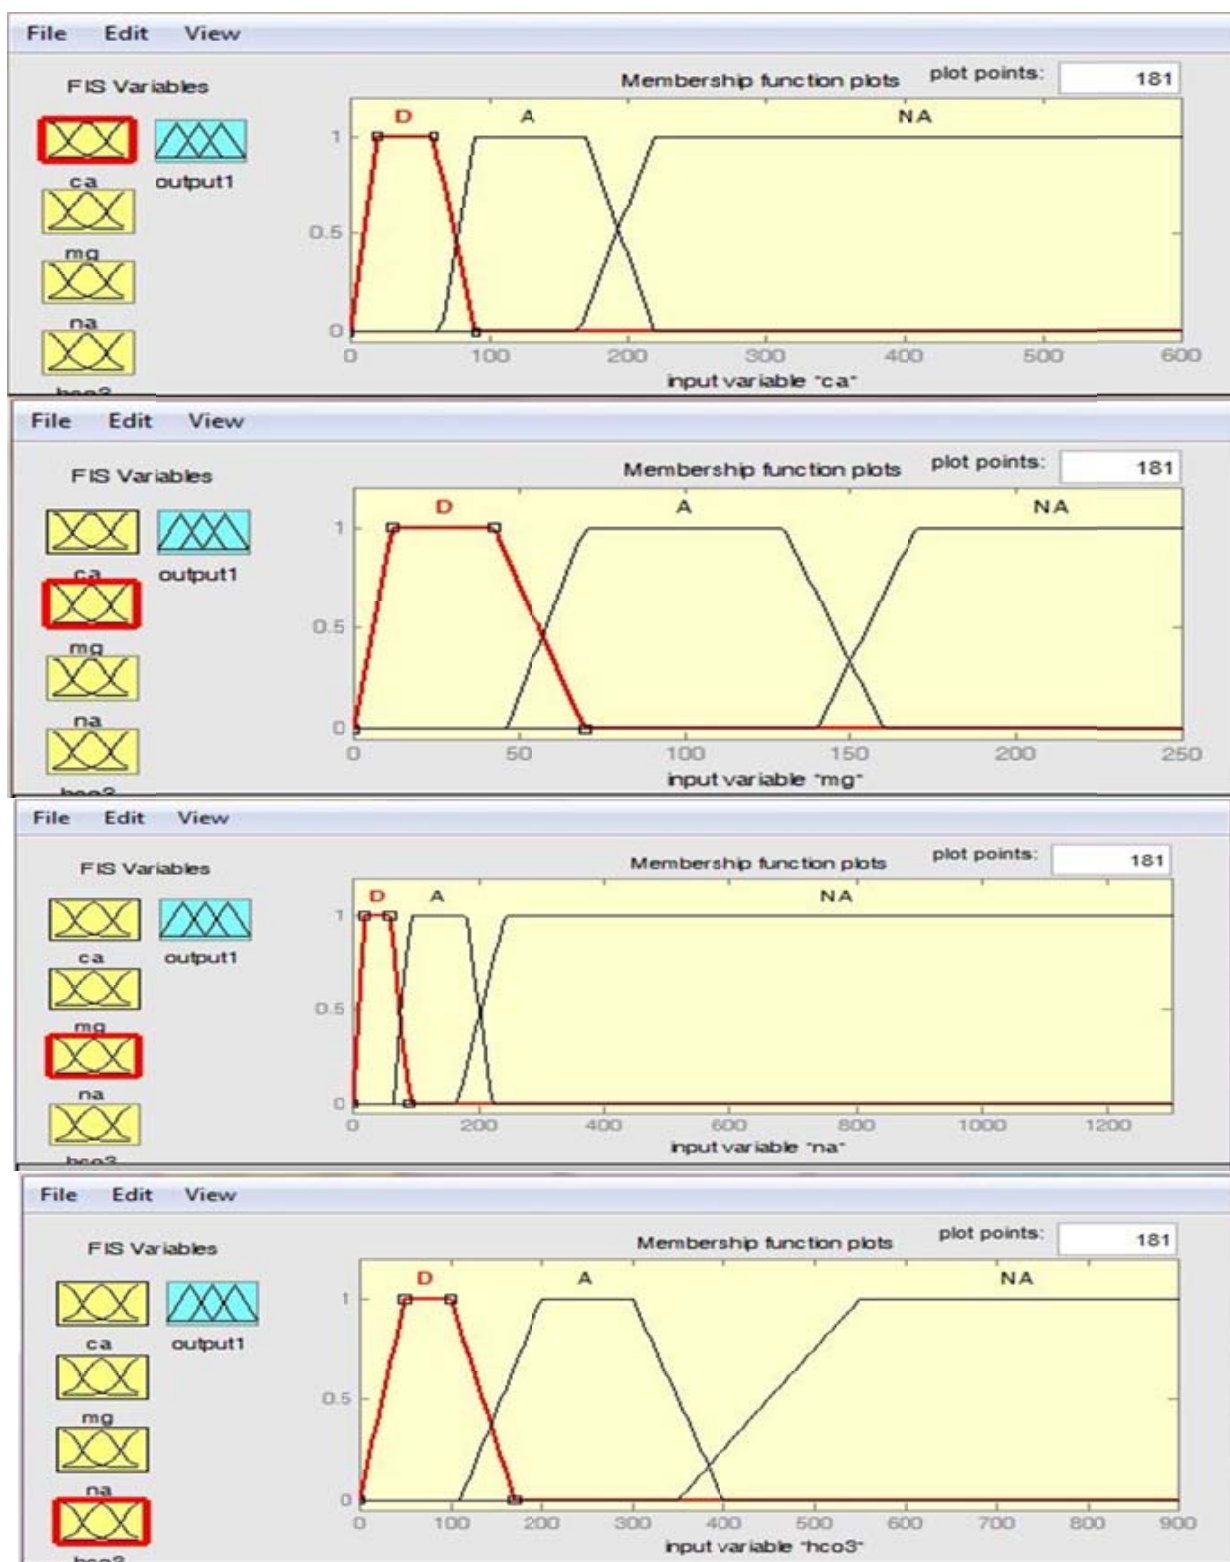 File Edit View
FIS Variables
Membership function plots
plot points: 181
D A NA
1
0.5
0
0 100 200 300 400 500 600
input variable "ca"
ca
output1
mg
na
hco3
File Edit View
FIS Variables
Membership function plots
plot points: 181
D A NA
1
0.5
0
0 50 100 150 200 250
input variable "mg"
ca
output1
mg
na
hco3
File Edit View
FIS Variables
Membership function plots
plot points: 181
D A NA
1
0.5
0
0 200 400 600 800 1000 1200
input variable "na"
ca
output1
mg
na
hco3
File Edit View
FIS Variables
Membership function plots
plot points: 181
D A NA
1
0.5
0
0 100 200 300 400 500 600 700 800 900
input variable "hco3"
ca
output1
mg
na
hco3